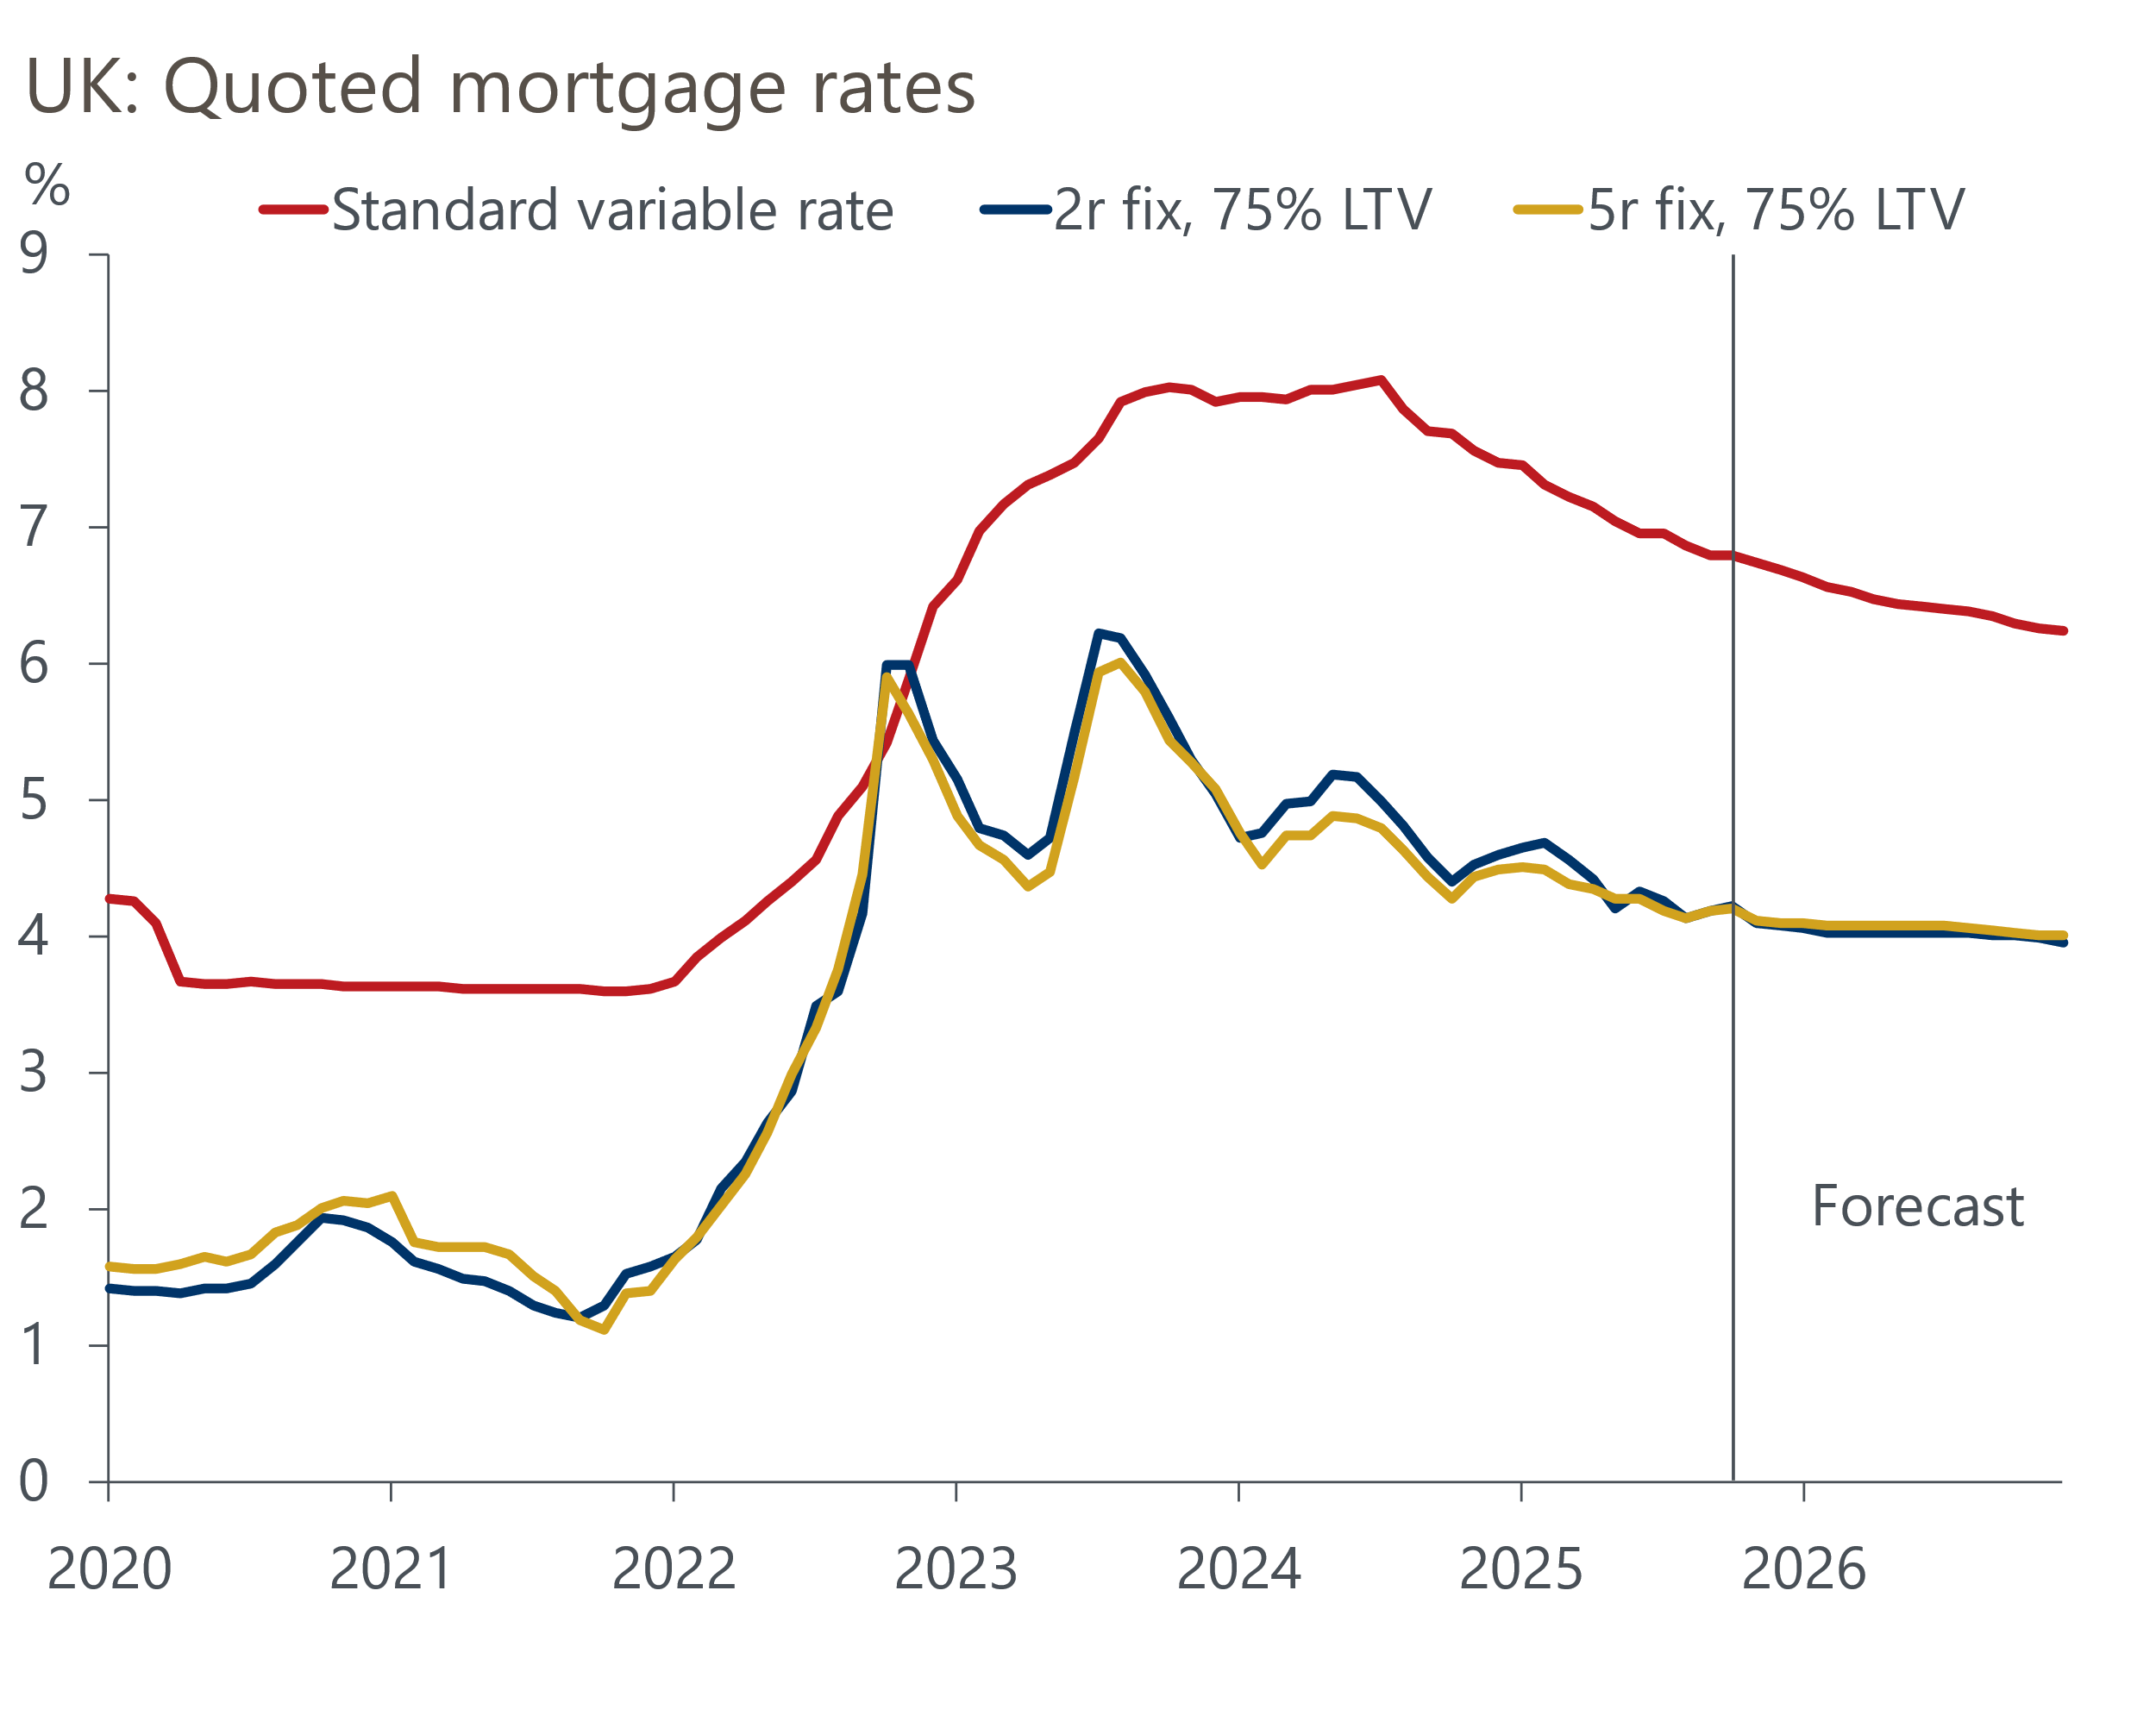 UK: Quoted mortgage rates
%
Standard variable rate 2r fix, 75% LTV 5r fix, 75% LTV
9
8
7
6
5
4
3
2
Forecast
1
0
2020 2021 2022 2023 2024 2025 2026